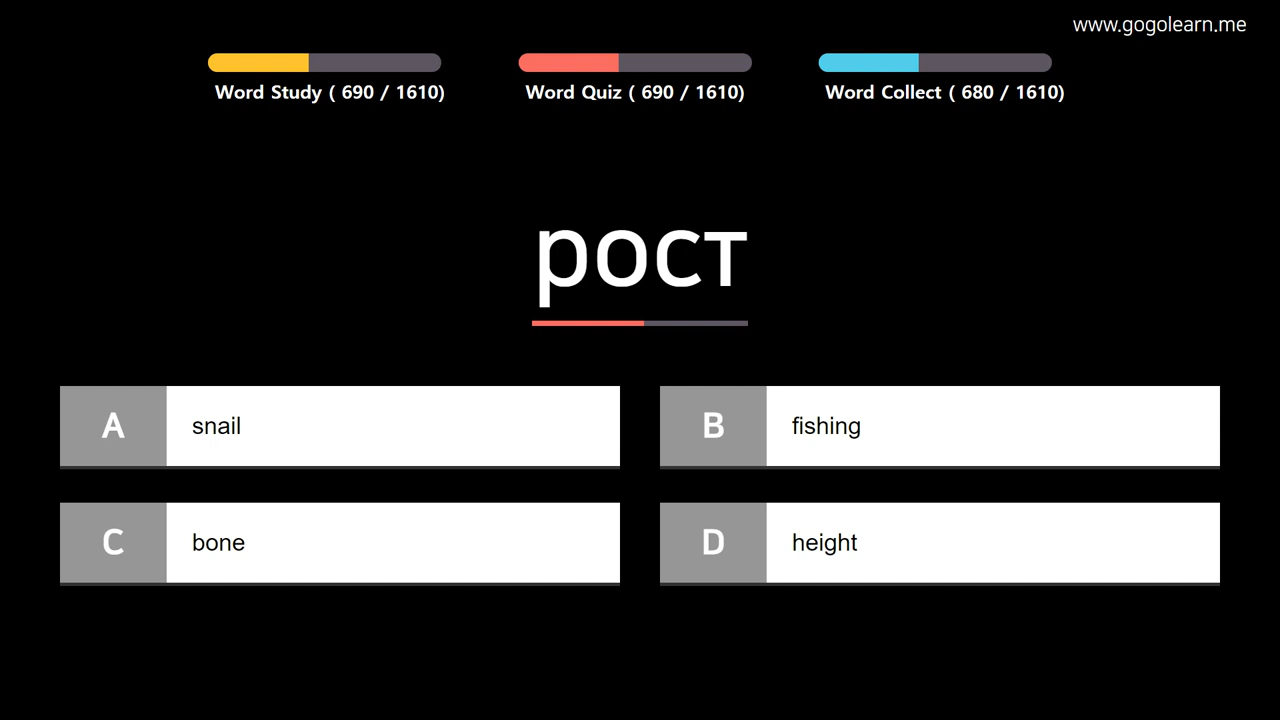 www.gogolearn.me
Word Study ( 690 / 1610)
Word Quiz ( 690 / 1610)
Word Collect ( 680 / 1610)
рост
A
snail
B
fishing
C
bone
D
height